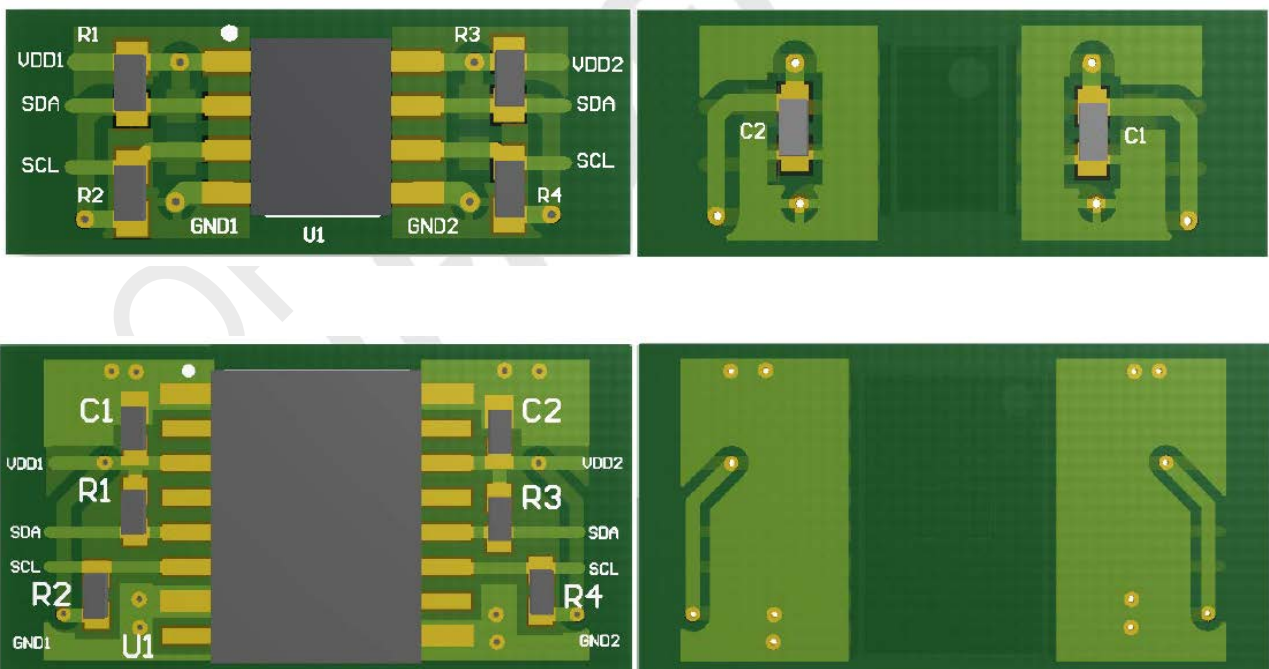 R1
R3
VDD1
VDD2
SDA
SDA
SCL
SCL
R2
R4
GND1
U1
GND2
C2
C1
C1
C2
VDD1
VDD2
R1
R3
SDA
SDA
SCL
SCL
R2
R4
GND1
U1
GND2